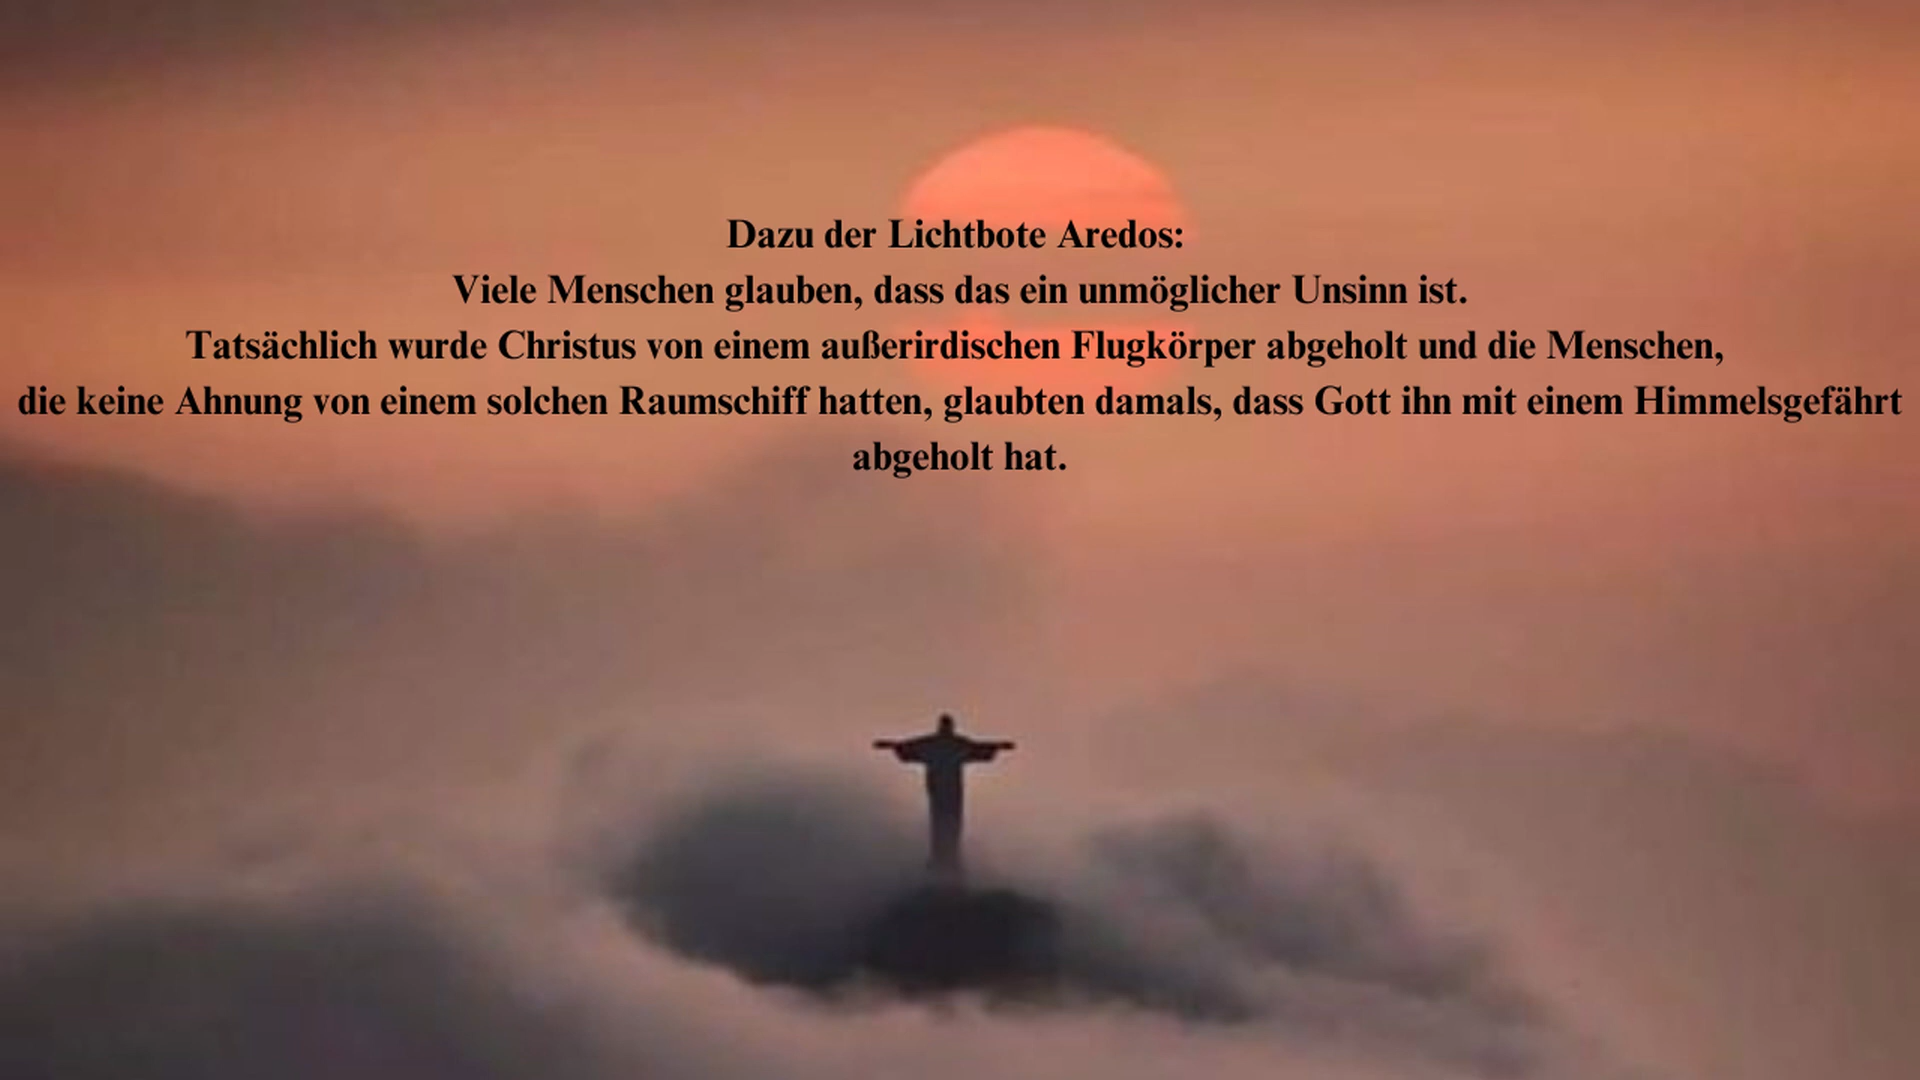 Dazu der Lichtbote Aredos:
Viele Menschen glauben, dass das ein unmöglicher Unsinn ist.
Tatsächlich wurde Christus von einem außerirdischen Flugkörper abgeholt und die Menschen,
die keine Ahnung von einem solchen Raumschiff hatten, glaubten damals, dass Gott ihn mit einem Himmelsgefährt
abgeholt hat.